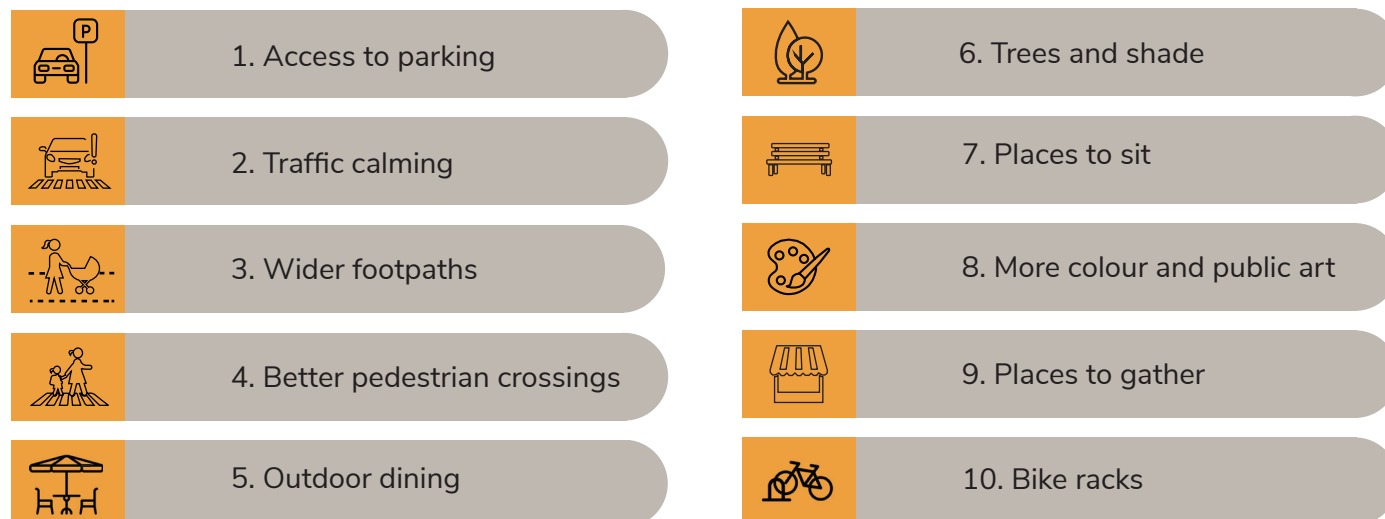 P
1. Access to parking
2. Traffic calming
3. Wider footpaths
4. Better pedestrian crossings
5. Outdoor dining
6. Trees and shade
7. Places to sit
8. More colour and public art
9. Places to gather
10. Bike racks